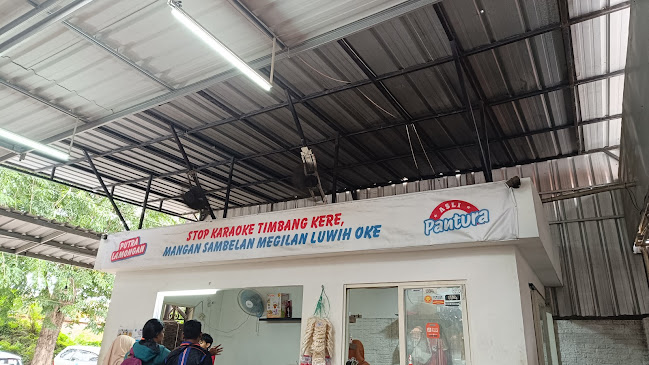 PUTRA
LAMONGAN
STOP KARAOKE TIMBANG KERE,
MANGAN SAMBELAN MEGILAN LUWIH OKE
ASLI
Pantura